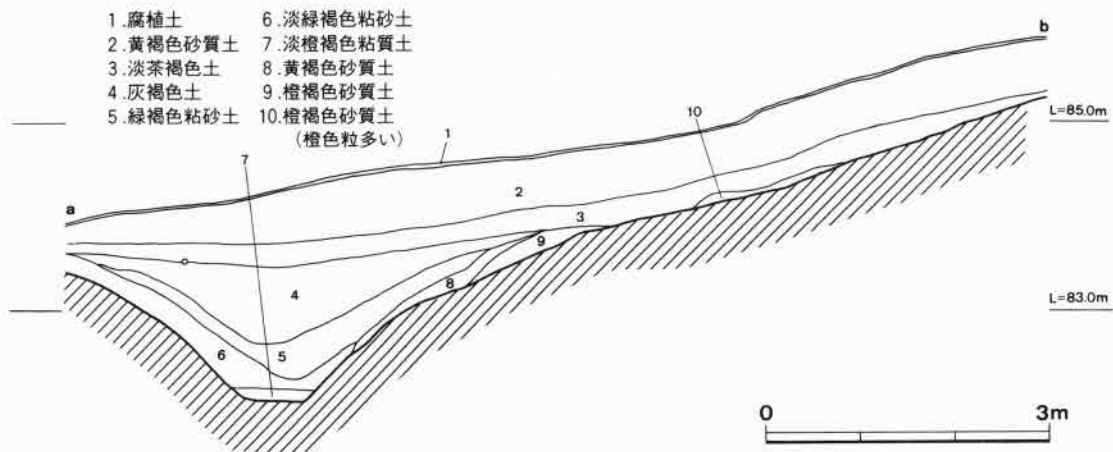 1.腐植土
2.黄褐色砂質土
3.淡茶褐色土
4.灰褐色土
5.緑褐色粘砂土
6.淡緑褐色粘砂土
7.淡橙褐色粘質土
8.黄褐色砂質土
9.橙褐色砂質土
10.橙褐色砂質土
(橙色粒多い)
b
10
L=85.0m
1
7
2
a
3
9
4
8
L=83.0m
5
6
0
3m